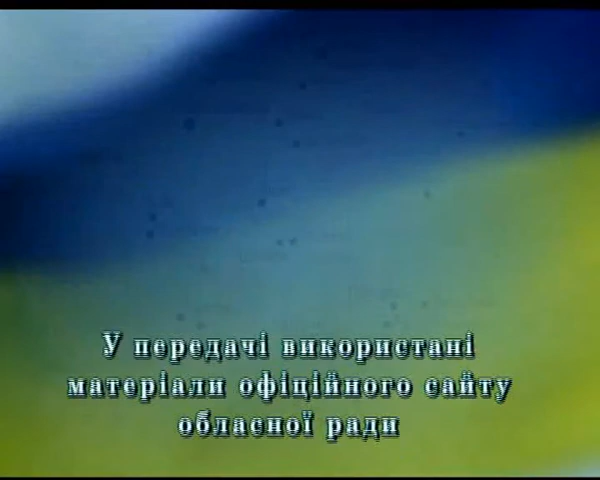 У передачі використані
матеріали офіційного сайту
обласної ради